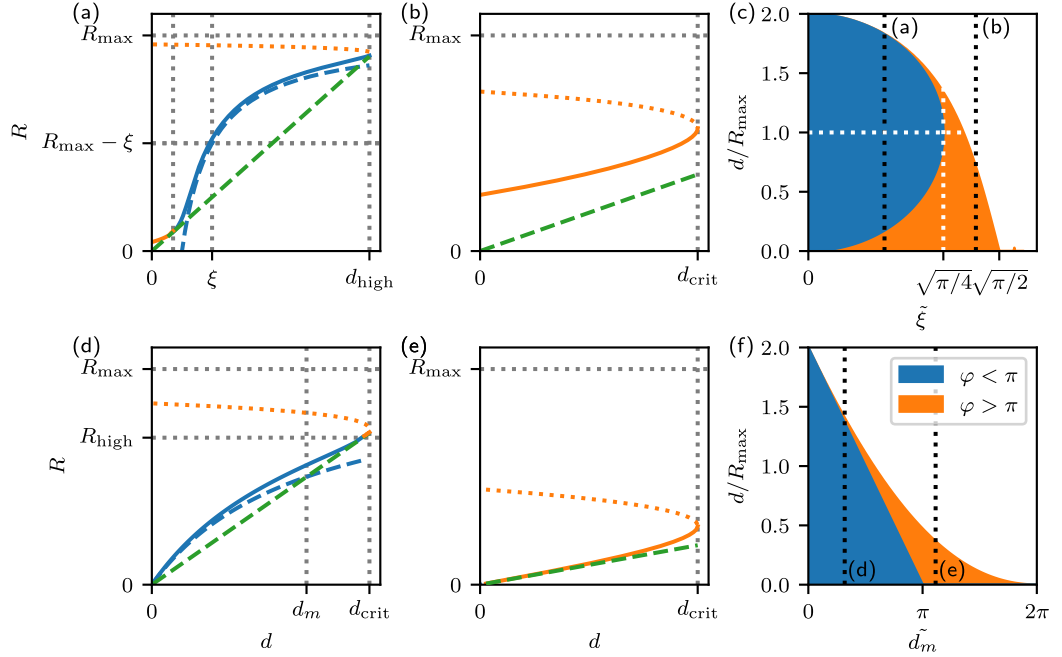 (a)
R_max
R
R_max − ξ
0
0
ξ
d_high
(b)
R_max
0
0
d_crit
(c)
2.0
1.5
1.0
0.5
0.0
d/R_max
(a)
(b)
0
√π/4
√π/2
ξ̃
(d)
R_max
R_high
R
0
0
d_m
d_crit
d
(e)
R_max
0
0
d_crit
d
(f)
2.0
1.5
1.0
0.5
0.0
d/R_max
φ < π
φ > π
(d)
(e)
0
π
2π
d̃_m